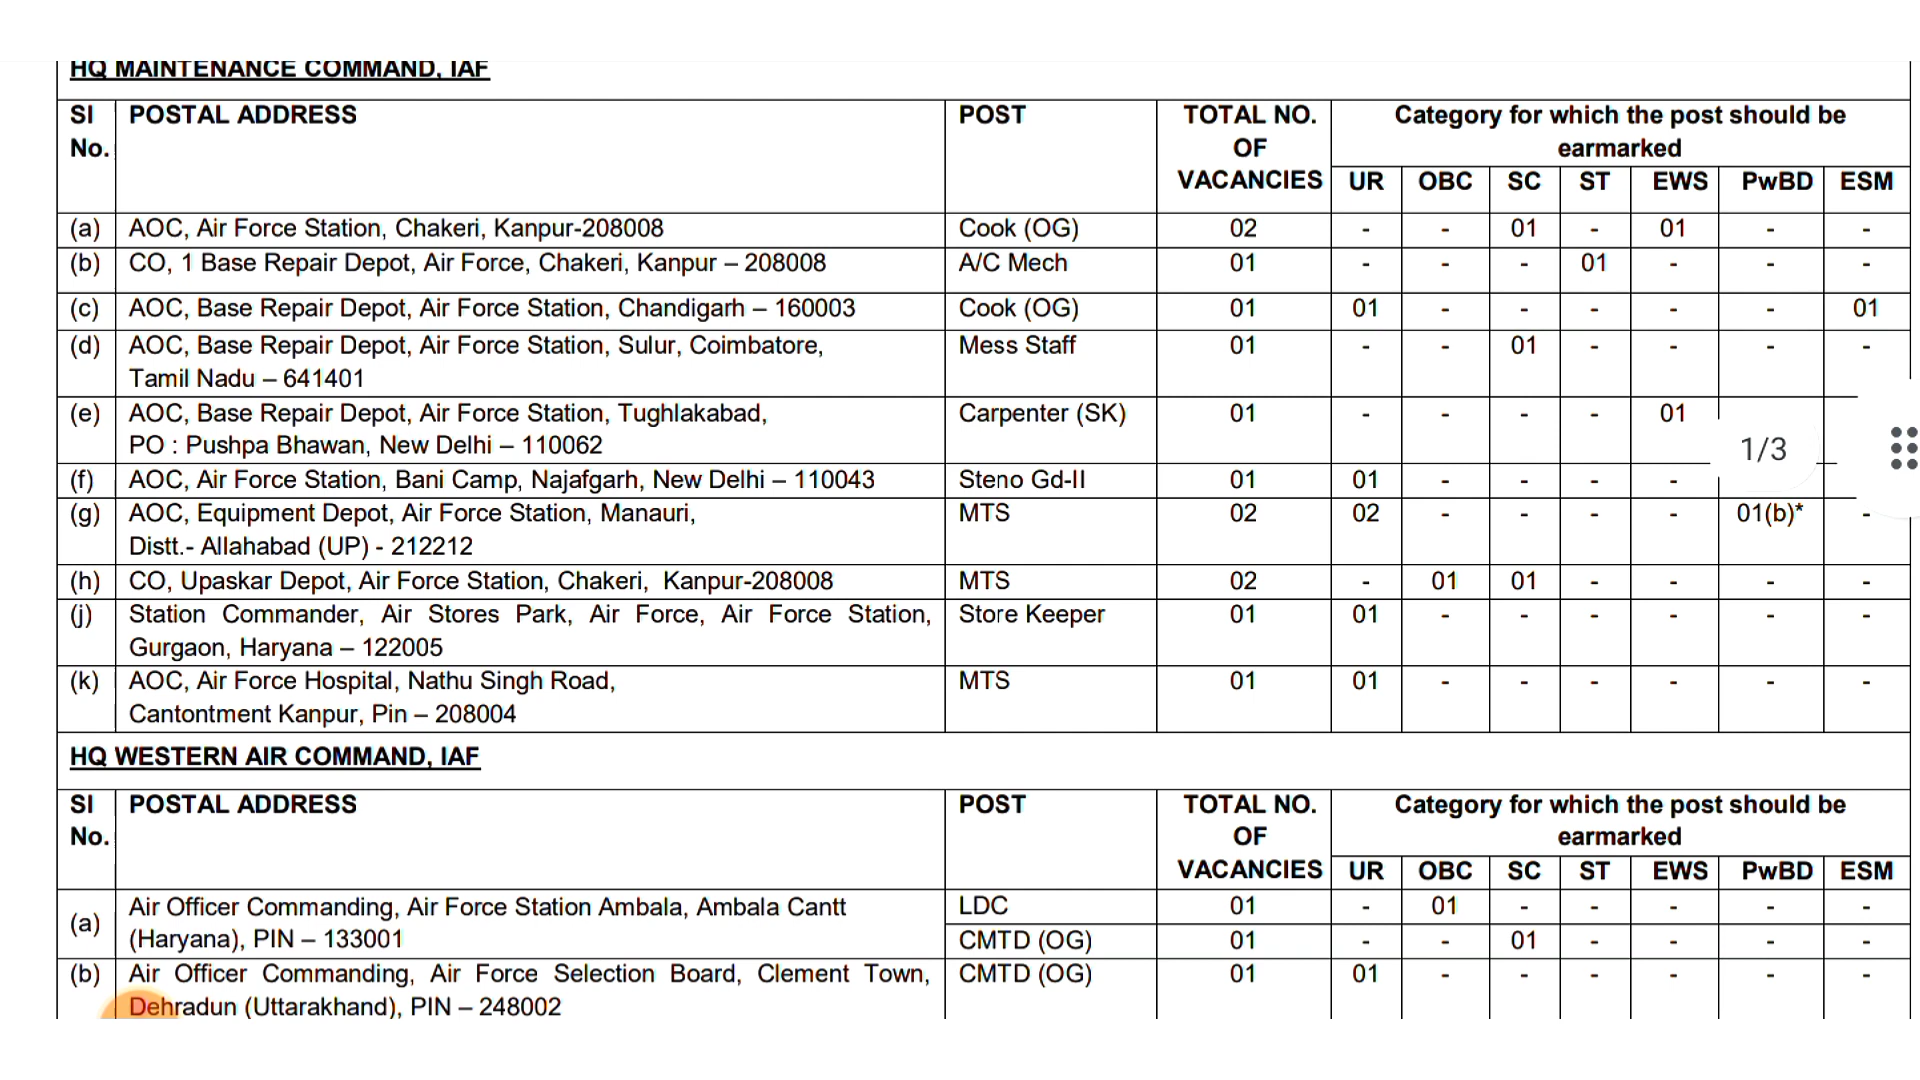 HQ MAINTENANCE COMMAND, IAF
SI No. | POSTAL ADDRESS | POST | TOTAL NO. OF VACANCIES | Category for which the post should be earmarked
UR | OBC | SC | ST | EWS | PwBD | ESM
(a) | AOC, Air Force Station, Chakeri, Kanpur-208008 | Cook (OG) | 02 | - | - | 01 | - | 01 | - | -
(b) | CO, 1 Base Repair Depot, Air Force, Chakeri, Kanpur – 208008 | A/C Mech | 01 | - | - | - | 01 | - | - | -
(c) | AOC, Base Repair Depot, Air Force Station, Chandigarh – 160003 | Cook (OG) | 01 | 01 | - | - | - | - | - | 01
(d) | AOC, Base Repair Depot, Air Force Station, Sulur, Coimbatore, | Mess Staff | 01 | - | - | 01 | - | - | - | -
Tamil Nadu – 641401
(e) | AOC, Base Repair Depot, Air Force Station, Tughlakabad, | Carpenter (SK) | 01 | - | - | - | - | 01
PO : Pushpa Bhawan, New Delhi – 110062
1/3
(f) | AOC, Air Force Station, Bani Camp, Najafgarh, New Delhi – 110043 | Steno Gd-II | 01 | 01 | - | - | - | -
(g) | AOC, Equipment Depot, Air Force Station, Manauri, | MTS | 02 | 02 | - | - | - | - | 01(b)* | -
Distt.- Allahabad (UP) - 212212
(h) | CO, Upaskar Depot, Air Force Station, Chakeri, Kanpur-208008 | MTS | 02 | - | 01 | 01 | - | - | - | -
(j) | Station Commander, Air Stores Park, Air Force, Air Force Station, | Store Keeper | 01 | 01 | - | - | - | - | - | -
Gurgaon, Haryana – 122005
(k) | AOC, Air Force Hospital, Nathu Singh Road, | MTS | 01 | 01 | - | - | - | - | - | -
Cantontment Kanpur, Pin – 208004
HQ WESTERN AIR COMMAND, IAF
SI No. | POSTAL ADDRESS | POST | TOTAL NO. OF VACANCIES | Category for which the post should be earmarked
UR | OBC | SC | ST | EWS | PwBD | ESM
(a) | Air Officer Commanding, Air Force Station Ambala, Ambala Cantt | LDC | 01 | - | 01 | - | - | - | - | -
(Haryana), PIN – 133001 | CMTD (OG) | 01 | - | - | 01 | - | - | - | -
(b) | Air Officer Commanding, Air Force Selection Board, Clement Town, | CMTD (OG) | 01 | 01 | - | - | - | - | - | -
Dehradun (Uttarakhand), PIN – 248002